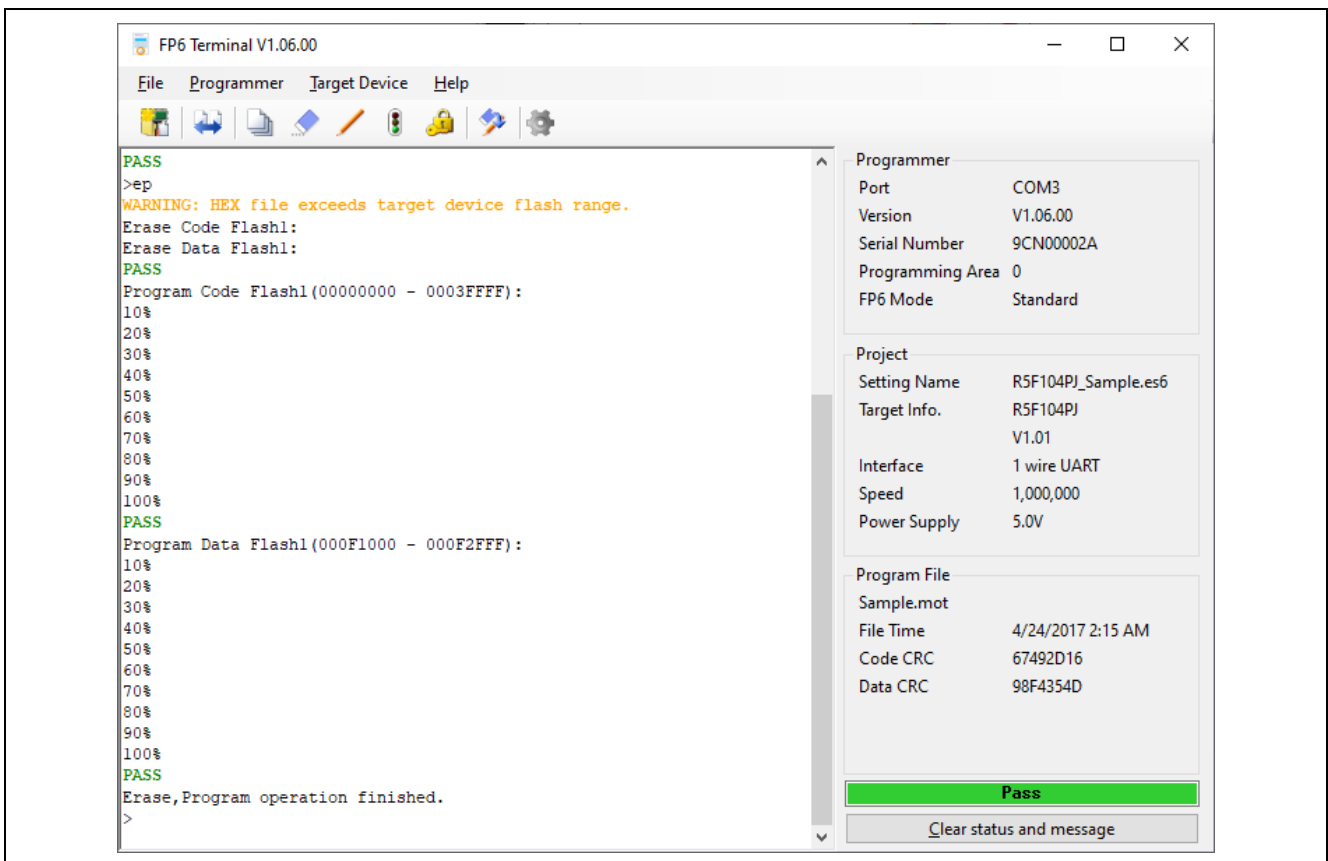 FP6 Terminal V1.06.00
File Programmer Target Device Help
PASS
>ep
WARNING: HEX file exceeds target device flash range.
Erase Code Flash1:
Erase Data Flash1:
PASS
Program Code Flash1(00000000 - 0003FFFF):
10%
20%
30%
40%
50%
60%
70%
80%
90%
100%
PASS
Program Data Flash1(000F1000 - 000F2FFF):
10%
20%
30%
40%
50%
60%
70%
80%
90%
100%
PASS
Erase,Program operation finished.
>
Programmer
Port COM3
Version V1.06.00
Serial Number 9CN00002A
Programming Area 0
FP6 Mode Standard
Project
Setting Name R5F104PJ_Sample.es6
Target Info. R5F104PJ
V1.01
Interface 1 wire UART
Speed 1,000,000
Power Supply 5.0V
Program File
Sample.mot
File Time 4/24/2017 2:15 AM
Code CRC 67492D16
Data CRC 98F4354D
Pass
Clear status and message